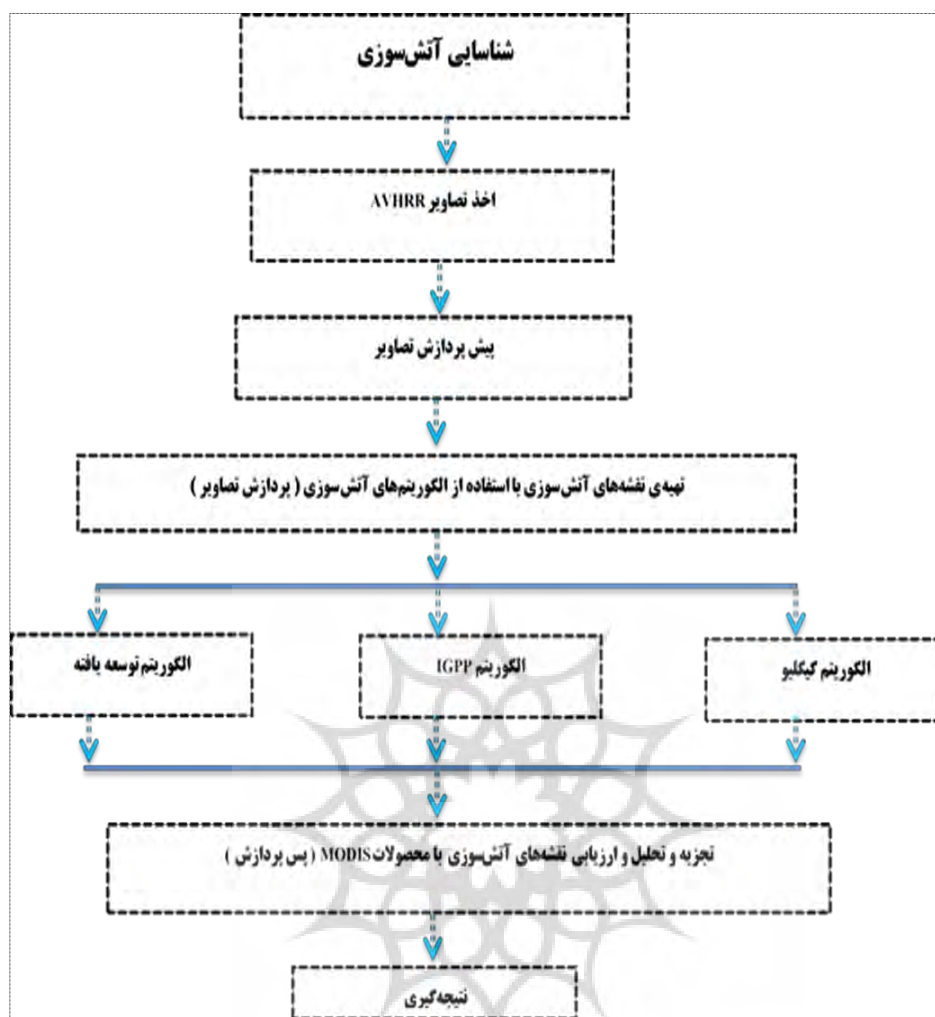 شناسایی آتش‌سوزی
اخذ تصاویر AVHRR
پیش پردازش تصاویر
تهیه‌ی نقشه‌های آتش‌سوزی با استفاده از الگوریتم‌های آتش‌سوزی ( پردازش تصاویر )
الگوریتم گیگلیو
الگوریتم IGPP
الگوریتم توسعه یافته
تجزیه و تحلیل و ارزیابی نقشه‌های آتش‌سوزی با محصولات MODIS ( پس پردازش )
نتیجه‌گیری